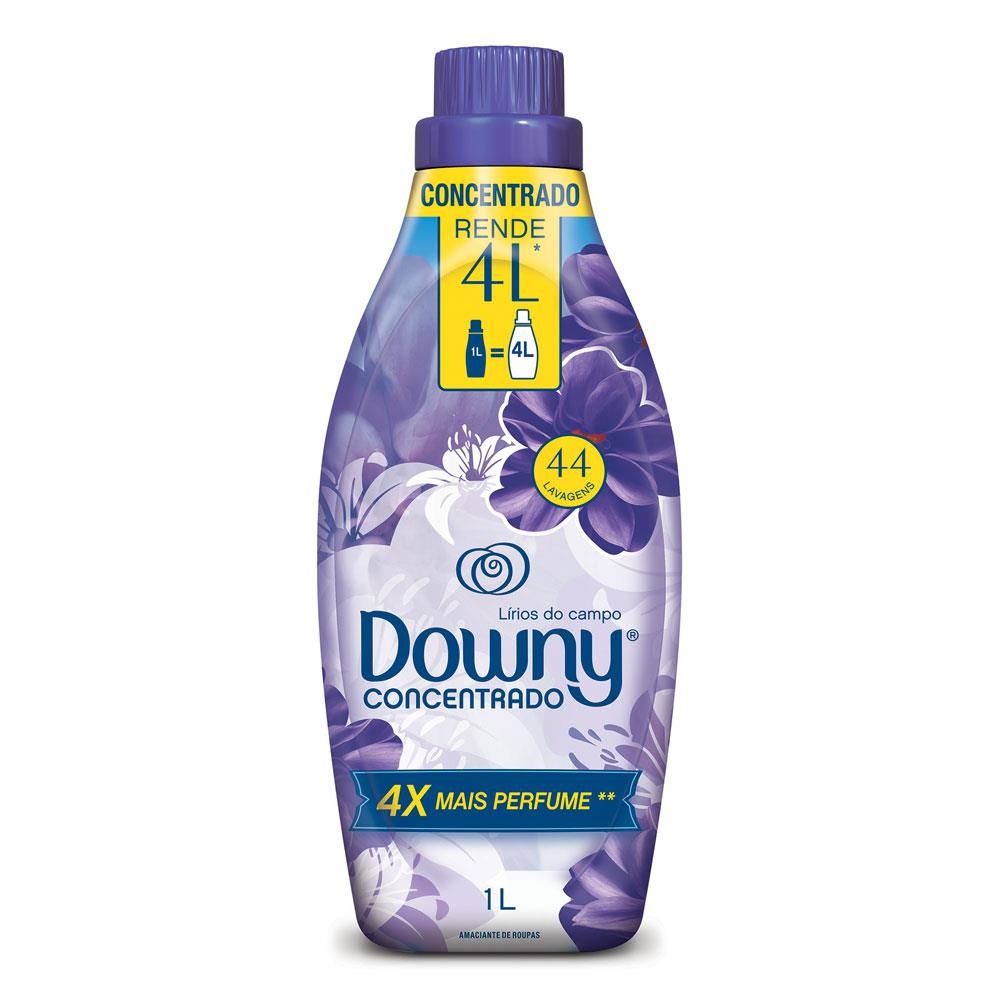 CONCENTRADO
RENDE
4L*
1L = 4L
44
LAVAGENS
Lírios do campo
Downy®
CONCENTRADO
4X MAIS PERFUME **
1L
AMACIANTE DE ROUPAS